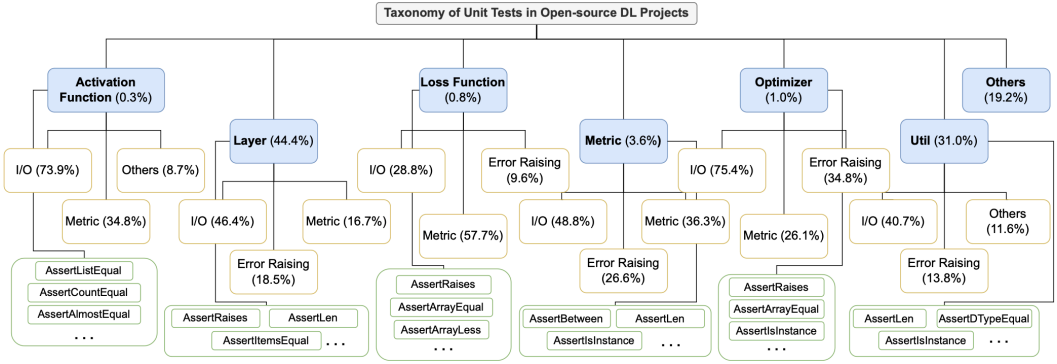 Taxonomy of Unit Tests in Open-source DL Projects
Activation
Function (0.3%)
Loss Function
(0.8%)
Optimizer
(1.0%)
Others
(19.2%)
Layer (44.4%)
Metric (3.6%)
Util (31.0%)
I/O (73.9%)
Others (8.7%)
Metric (34.8%)
I/O (46.4%)
Metric (16.7%)
Error Raising
(18.5%)
I/O (28.8%)
Error Raising
(9.6%)
Metric (57.7%)
I/O (48.8%)
Metric (36.3%)
Error Raising
(26.6%)
I/O (75.4%)
Error Raising
(34.8%)
Metric (26.1%)
I/O (40.7%)
Others
(11.6%)
Error Raising
(13.8%)
AssertListEqual
AssertCountEqual
AssertAlmostEqual
...
AssertRaises
AssertLen
AssertItemsEqual
...
AssertRaises
AssertArrayEqual
AssertArrayLess
...
AssertBetween
AssertLen
AssertIsInstance
...
AssertRaises
AssertArrayEqual
AssertIsInstance
...
AssertLen
AssertDTypeEqual
AssertIsInstance
...